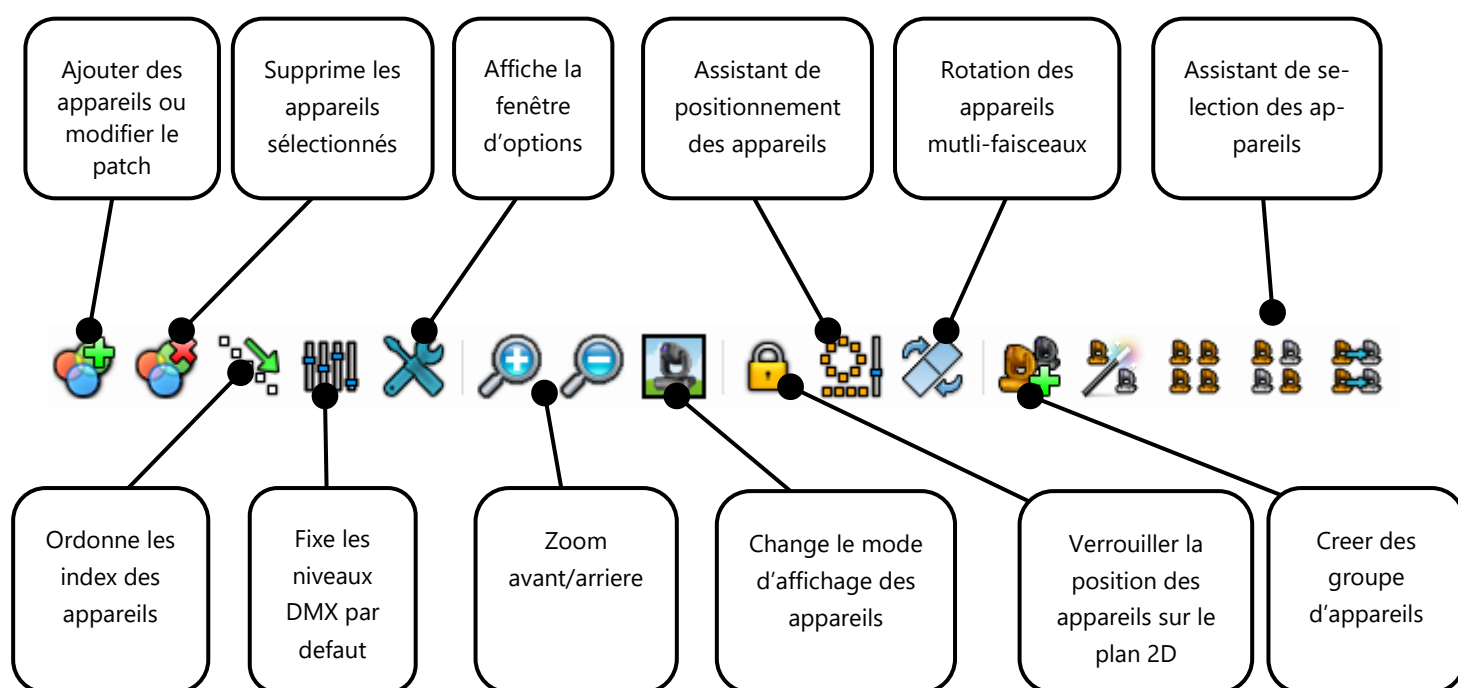 Ajouter des
appareils ou
modifier le
patch
Supprime les
appareils
sélectionnés
Affiche la
fenêtre
d’options
Assistant de
positionnement
des appareils
Rotation des
appareils
mutli-faisceaux
Assistant de se-
lection des ap-
pareils
Ordonne les
index des
appareils
Fixe les
niveaux
DMX par
defaut
Zoom
avant/arriere
Change le mode
d’affichage des
appareils
Verrouiller la
position des
appareils sur le
plan 2D
Creer des
groupe
d’appareils